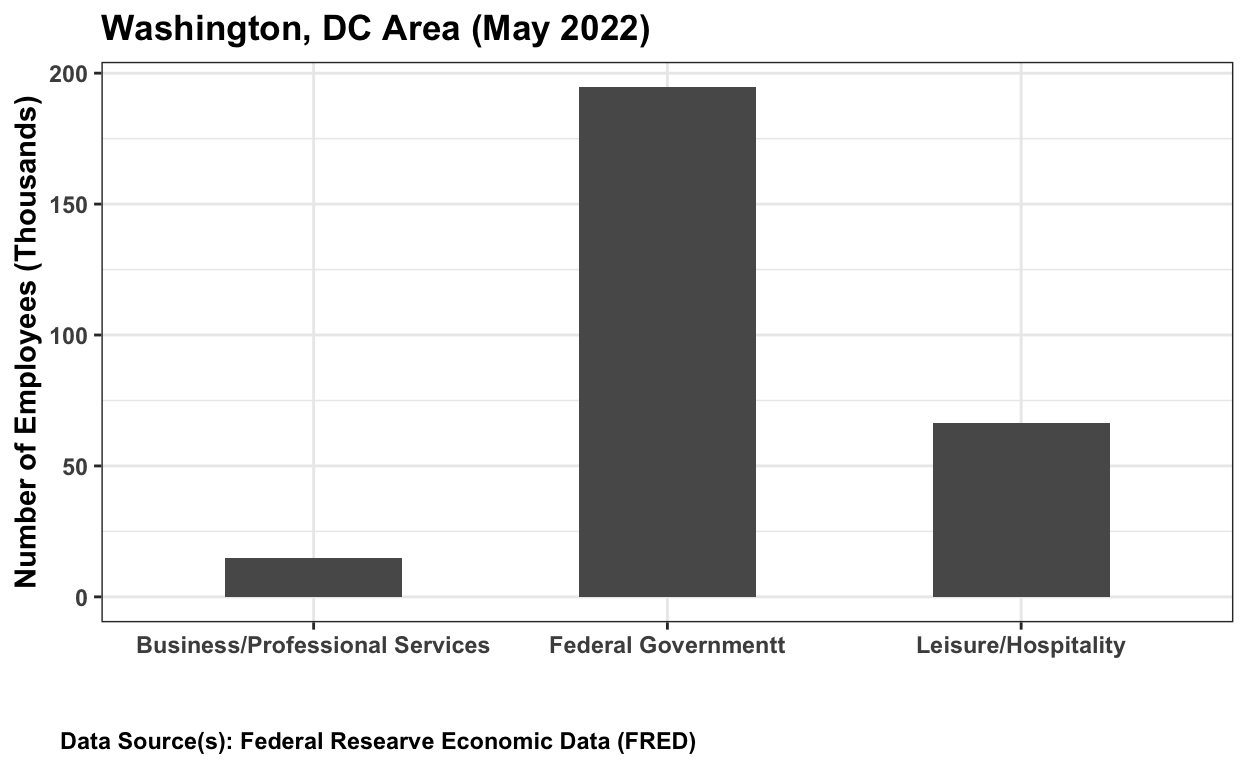 Washington, DC Area (May 2022)
Number of Employees (Thousands)
200
150
100
50
0
Business/Professional Services
Federal Governmentt
Leisure/Hospitality
Data Source(s): Federal Researve Economic Data (FRED)